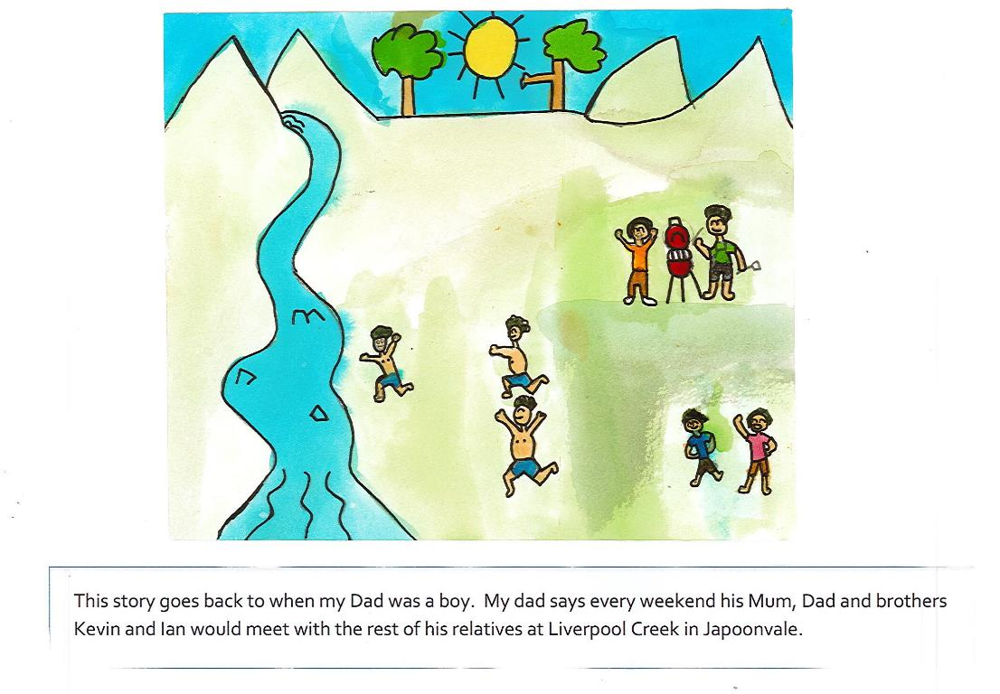 This story goes back to when my Dad was a boy.  My dad says every weekend his Mum, Dad and brothers
Kevin and Ian would meet with the rest of his relatives at Liverpool Creek in Japoonvale.